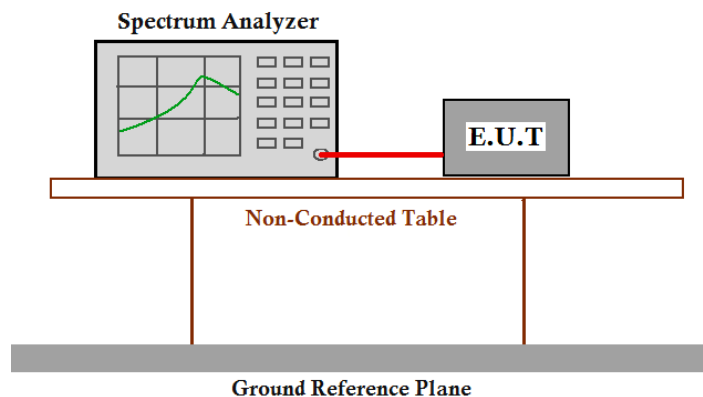 Spectrum Analyzer
E.U.T
Non-Conducted Table
Ground Reference Plane